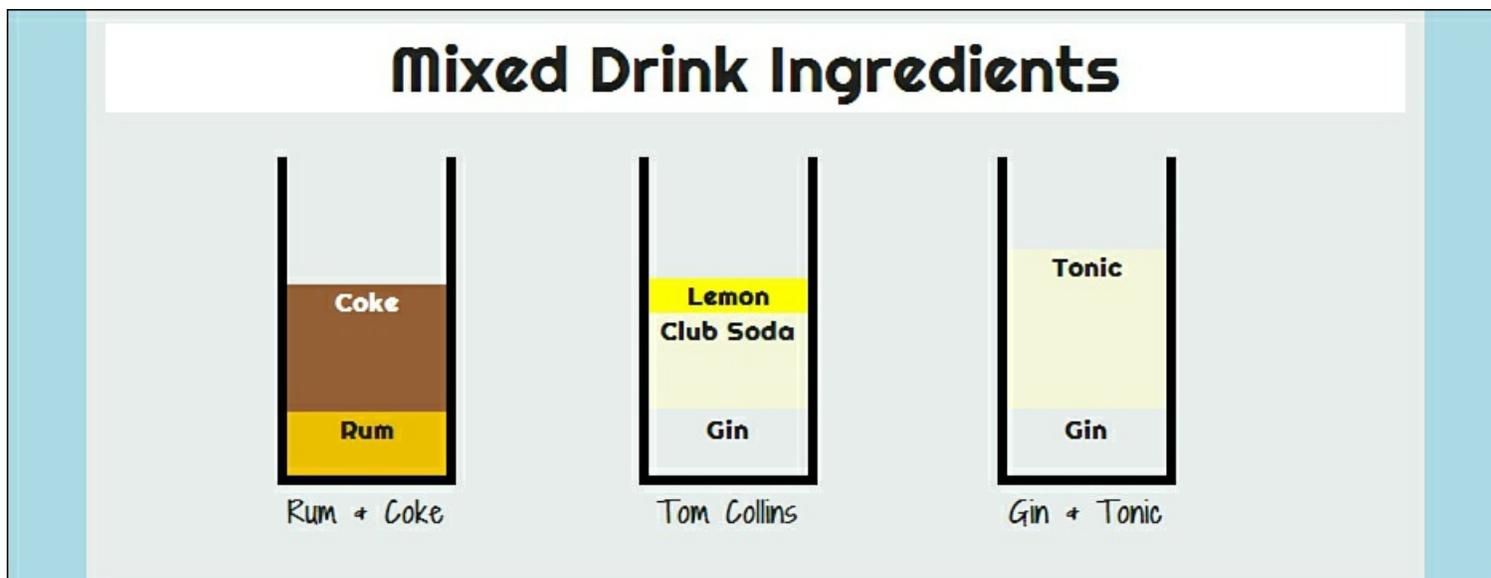 Mixed Drink Ingredients
Coke
Rum
Rum & Coke
Lemon
Club Soda
Gin
Tom Collins
Tonic
Gin
Gin & Tonic